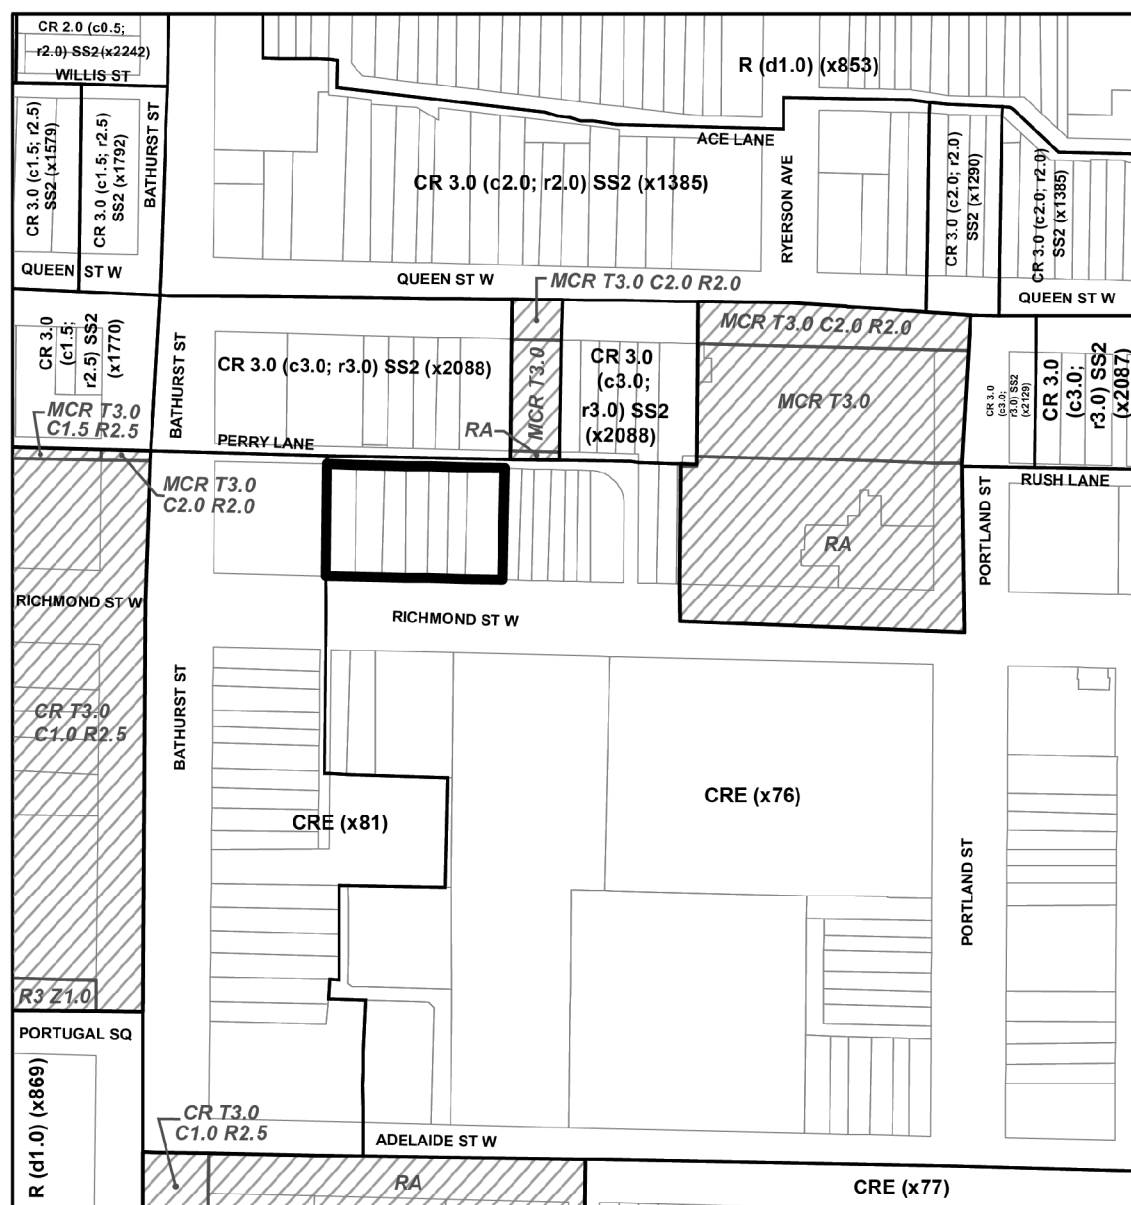 CR 2.0 (c0.5;
r2.0) SS2 (x2242)
WILLIS ST
R (d1.0) (x853)
CR 3.0 (c1.5; r2.5)
SS2 (x1579)
CR 3.0 (c1.5; r2.5)
SS2 (x1792)
BATHURST ST
ACE LANE
CR 3.0 (c2.0; r2.0) SS2 (x1385)
RYERSON AVE
CR 3.0 (c2.0; r2.0)
SS2 (x1290)
CR 3.0 (c2.0; r2.0)
SS2 (x1385)
QUEEN ST W
QUEEN ST W
MCR T3.0 C2.0 R2.0
QUEEN ST W
CR 3.0
(c1.5;
r2.5) SS2
(x1770)
BATHURST ST
CR 3.0 (c3.0; r3.0) SS2 (x2088)
MCR T3.0
CR 3.0
(c3.0;
r3.0) SS2
(x2088)
MCR T3.0 C2.0 R2.0
MCR T3.0
CR 3.0
(c3.0;
r3.0) SS2
(x2129)
CR 3.0
(c3.0;
r3.0) SS2
(x2087)
MCR T3.0
C1.5 R2.5
PERRY LANE
RA
MCR T3.0
C2.0 R2.0
RUSH LANE
PORTLAND ST
RA
RICHMOND ST W
RICHMOND ST W
BATHURST ST
CR T3.0
C1.0 R2.5
CRE (x76)
CRE (x81)
PORTLAND ST
R3 Z1.0
PORTUGAL SQ
R (d1.0) (x869)
CR T3.0
C1.0 R2.5
ADELAIDE ST W
RA
CRE (x77)